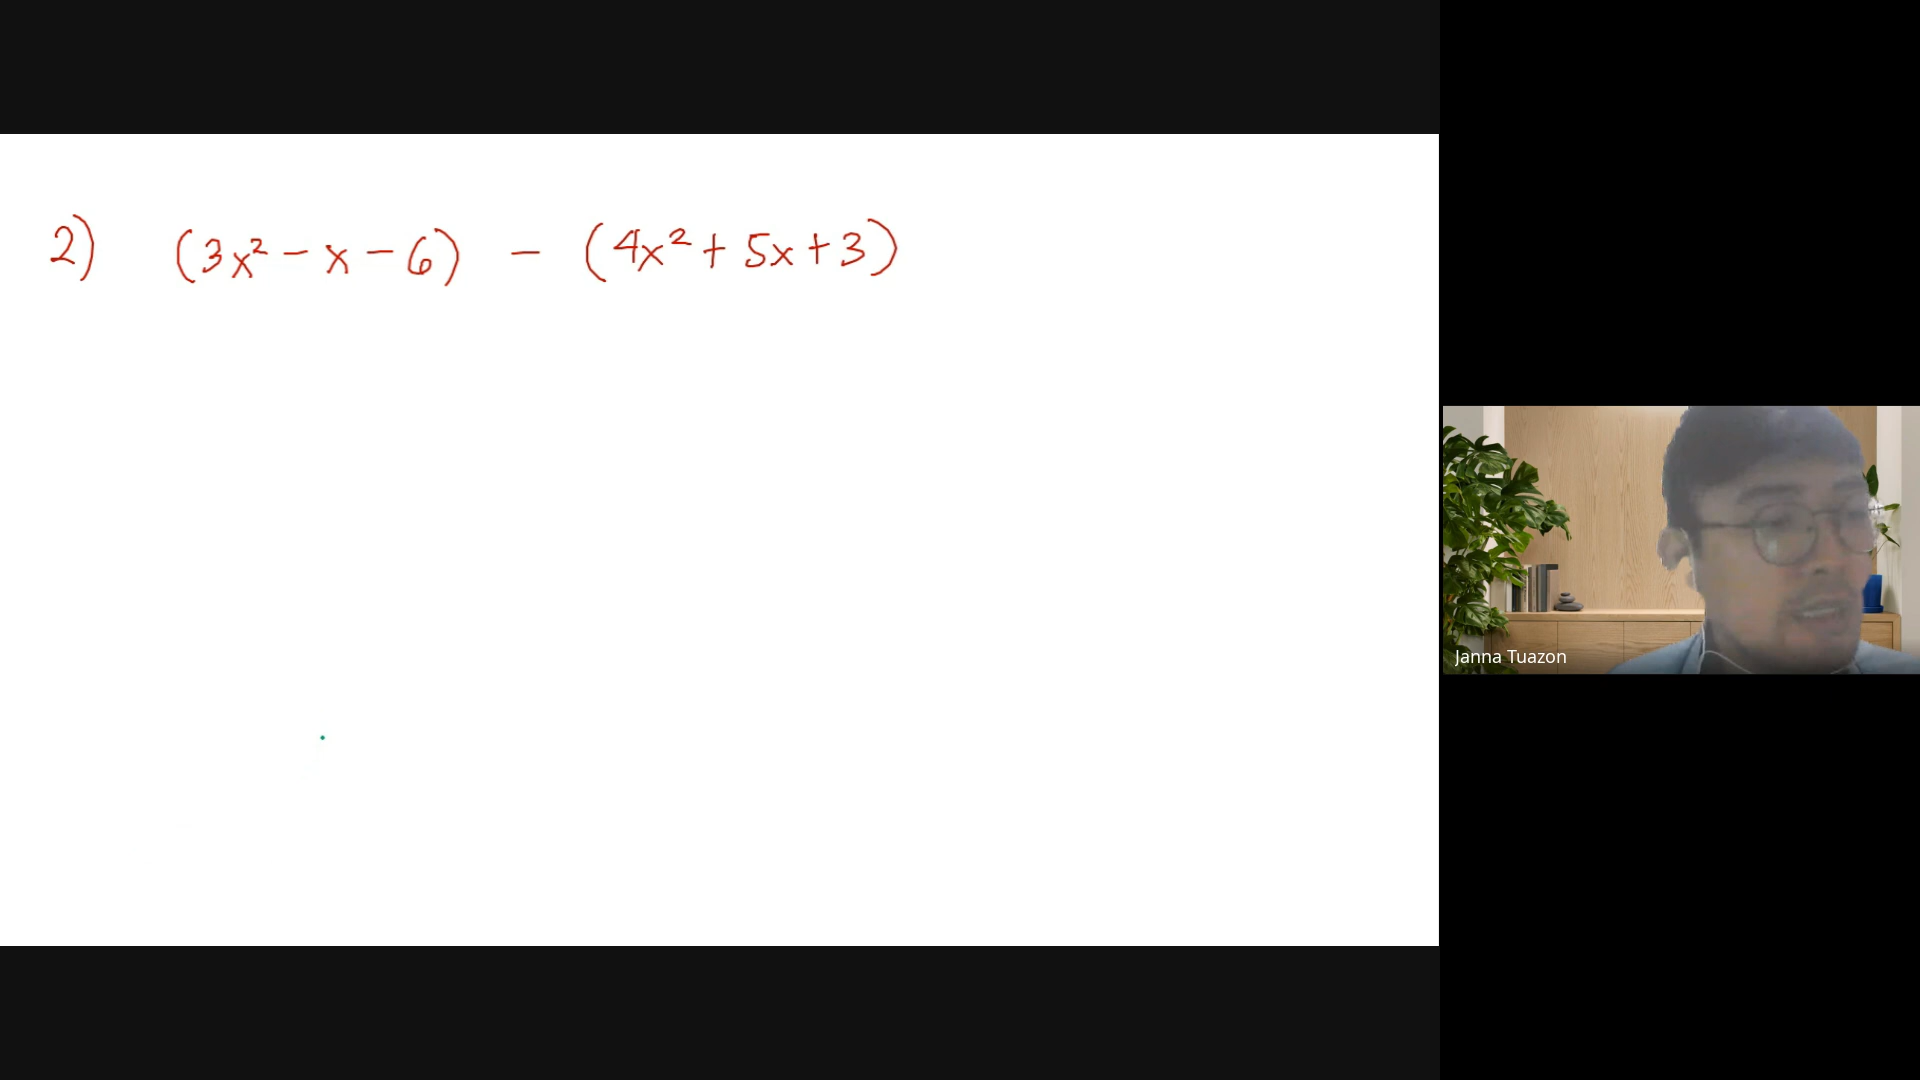 2) (3x² - x - 6) - (4x² + 5x + 3)
Janna Tuazon